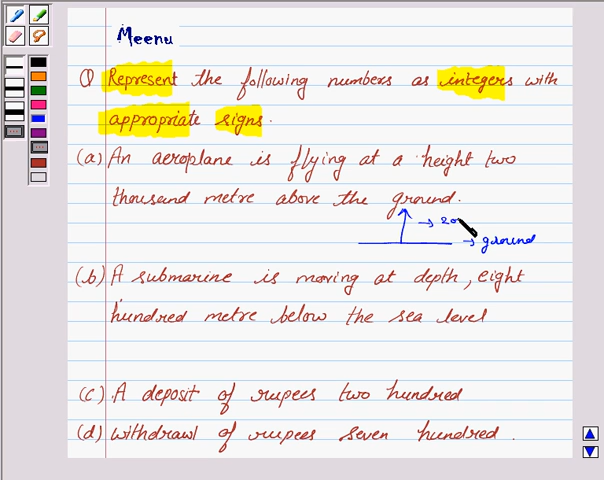 Meenu
Q Represent the following numbers as integers with
appropriate signs.
(a) An aeroplane is flying at a height two
thousand metre above the ground.
→ 20
→ ground
(b) A submarine is moving at depth, eight
hundred metre below the sea level
(c) A deposit of rupees two hundred
(d) withdrawl of rupees seven hundred.